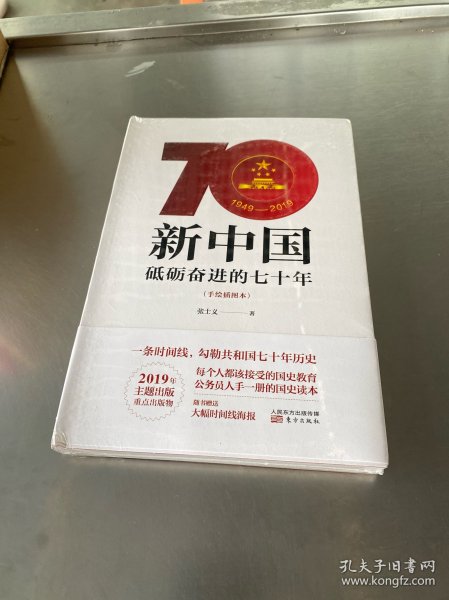 70
1949—2019
新中国
砥砺奋进的七十年
(手绘插图本)
张士义——著
一条时间线，勾勒共和国七十年历史
2019年
主题出版
重点出版物
每个人都该接受的国史教育
公务员人手一册的国史读本
随书赠送
大幅时间线海报
人民东方出版传媒
东方出版社
孔夫子旧书网
www.kongfz.com